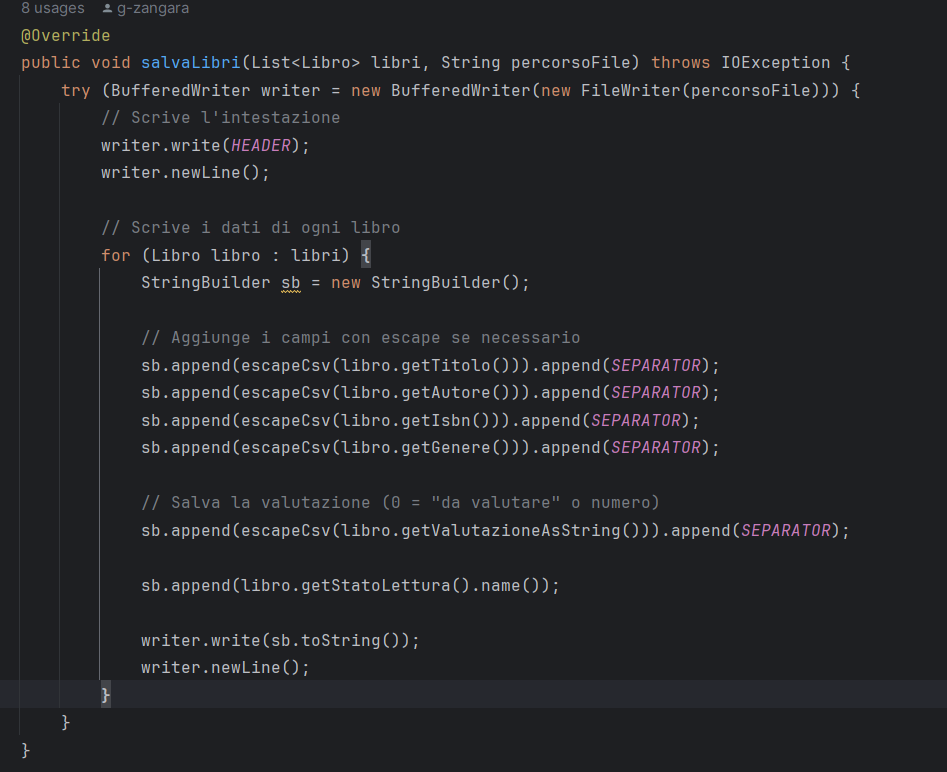 8 usages g-zangara
@Override
public void salvaLibri(List<Libro> libri, String percorsoFile) throws IOException {
    try (BufferedWriter writer = new BufferedWriter(new FileWriter(percorsoFile))) {
        // Scrive l'intestazione
        writer.write(HEADER);
        writer.newLine();

        // Scrive i dati di ogni libro
        for (Libro libro : libri) {
            StringBuilder sb = new StringBuilder();

            // Aggiunge i campi con escape se necessario
            sb.append(escapeCsv(libro.getTitolo())).append(SEPARATOR);
            sb.append(escapeCsv(libro.getAutore())).append(SEPARATOR);
            sb.append(escapeCsv(libro.getIsbn())).append(SEPARATOR);
            sb.append(escapeCsv(libro.getGenere())).append(SEPARATOR);

            // Salva la valutazione (0 = "da valutare" o numero)
            sb.append(escapeCsv(libro.getValutazioneAsString())).append(SEPARATOR);

            sb.append(libro.getStatoLettura().name());

            writer.write(sb.toString());
            writer.newLine();
        }
    }
}